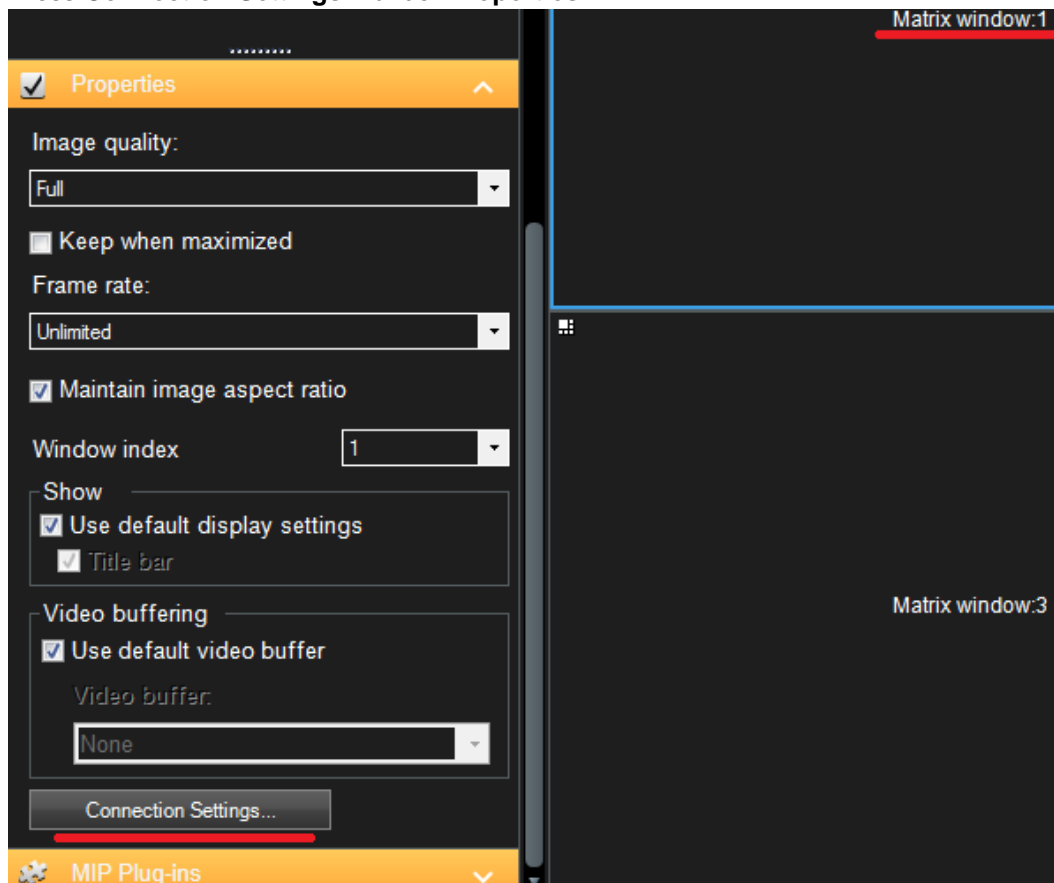 Matrix window:1
Properties
Image quality:
Full
Keep when maximized
Frame rate:
Unlimited
Maintain image aspect ratio
Window index
1
Show
Use default display settings
Title bar
Video buffering
Use default video buffer
Video buffer:
None
Connection Settings...
MIP Plug-ins
Matrix window:3